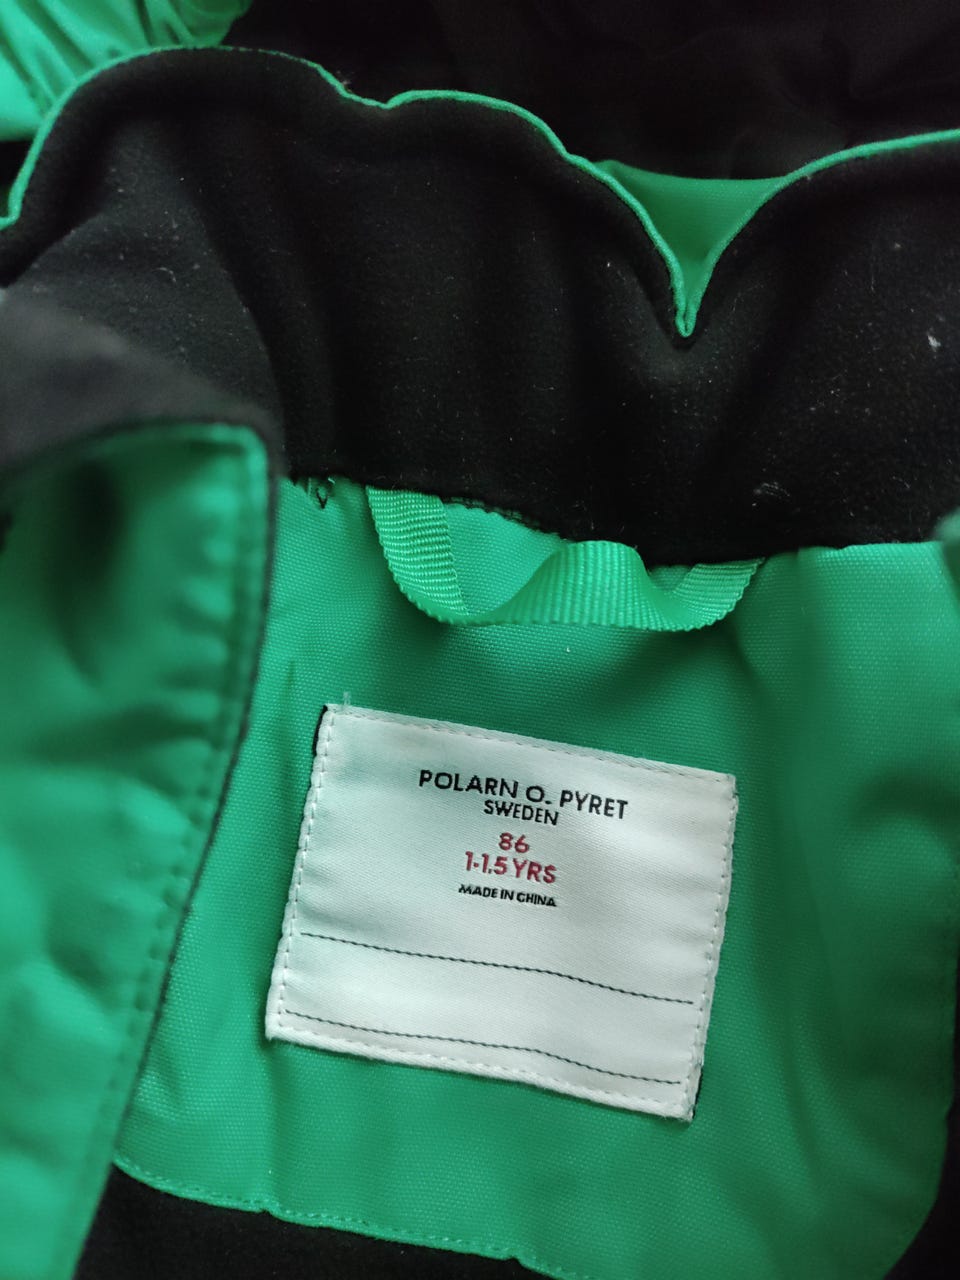 POLARN O. PYRET
SWEDEN
86
1-1.5 YRS
MADE IN CHINA